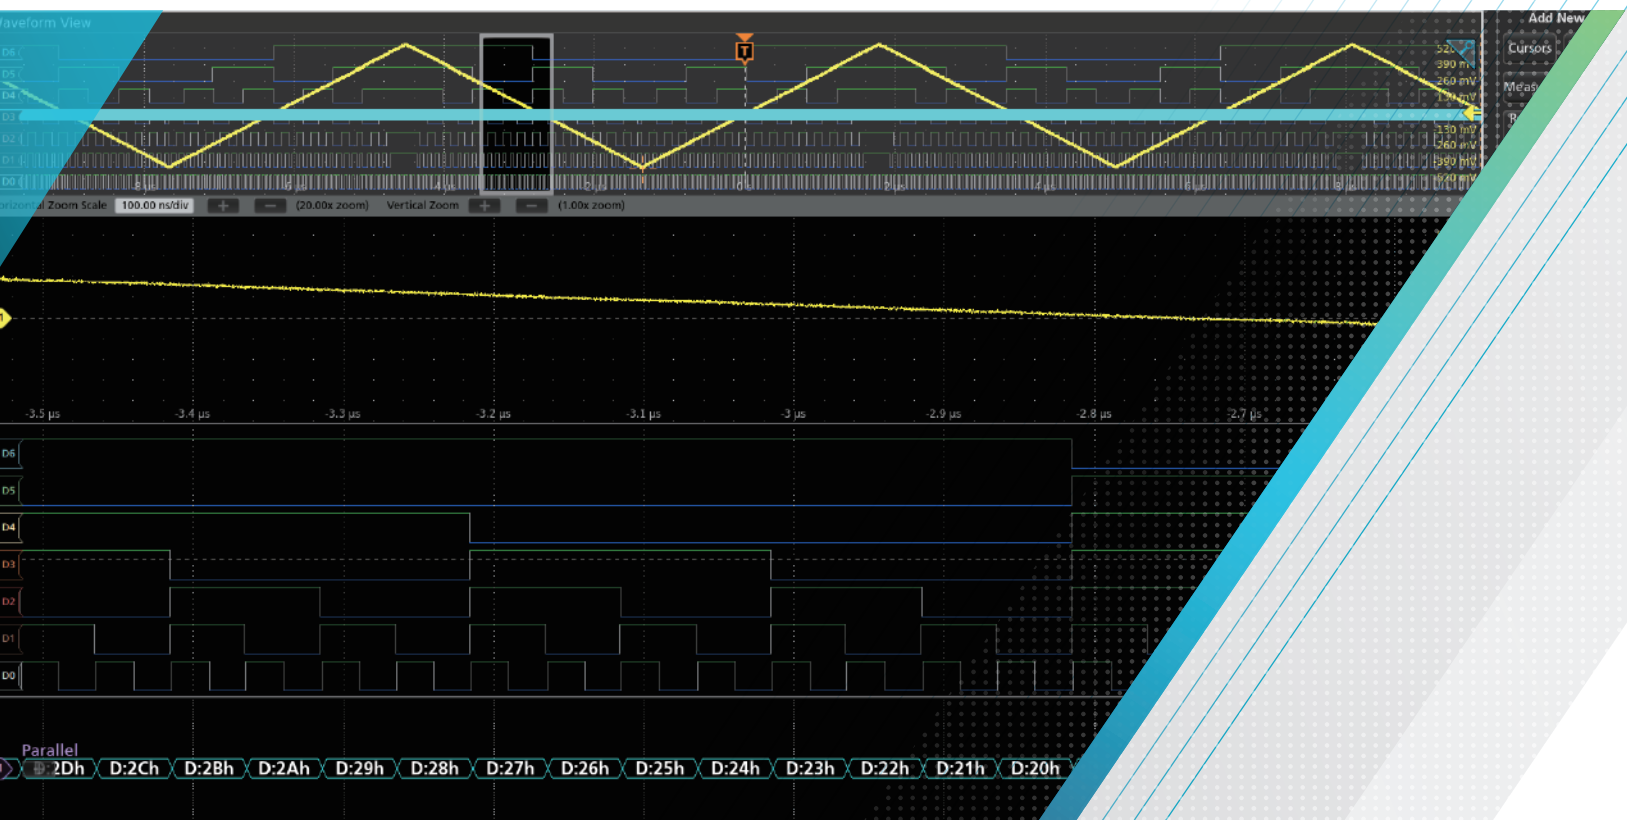 Waveform View
Add New
D6
D5
D4
D3
D2
D1
D0
T
Cursors
390 mV
260 mV
130 mV
-130 mV
-260 mV
-390 mV
-520 mV
Horizontal Zoom Scale 100.00 ns/div + − (20.00x zoom) Vertical Zoom + − (1.00x zoom)
-3.5 µs -3.4 µs -3.3 µs -3.2 µs -3.1 µs -3 µs -2.9 µs -2.8 µs -2.7 µs
D6
D5
D4
D3
D2
D1
D0
Parallel
D:2Dh D:2Ch D:2Bh D:2Ah D:29h D:28h D:27h D:26h D:25h D:24h D:23h D:22h D:21h D:20h